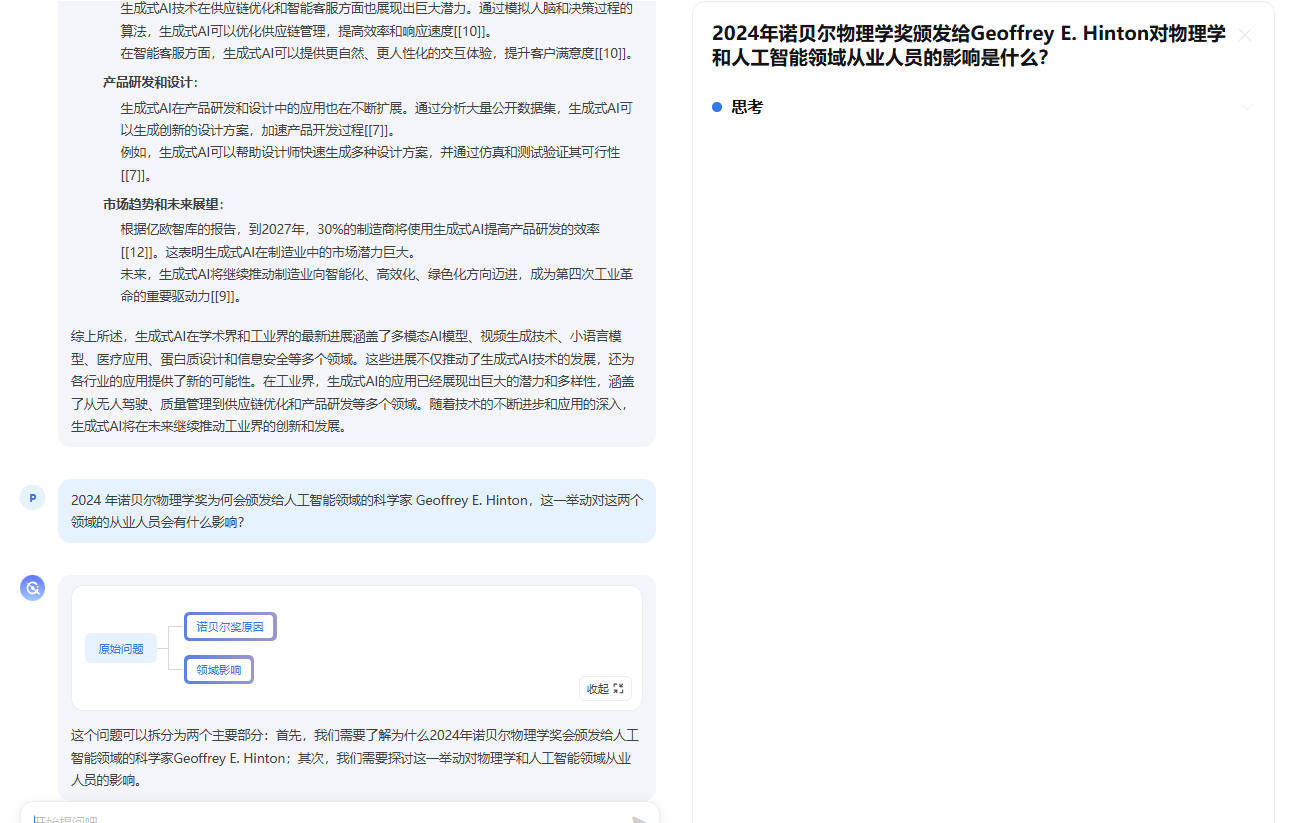 生成式AI技术在供应链优化和智能客服方面也展现出巨大潜力。通过模拟人脑和决策过程的
算法，生成式AI可以优化供应链管理，提高效率和响应速度[[10]]。
在智能客服方面，生成式AI可以提供更自然、更人性化的交互体验，提升客户满意度[[10]]。
产品研发和设计：
生成式AI在产品研发和设计中的应用也在不断扩展。通过分析大量公开数据集，生成式AI可
以生成创新的设计方案，加速产品开发过程[[7]]。
例如，生成式AI可以帮助设计师快速生成多种设计方案，并通过仿真和测试验证其可行性
[[7]]。
市场趋势和未来展望：
根据亿欧智库的报告，到2027年，30%的制造商将使用生成式AI提高产品研发的效率
[[12]]。这表明生成式AI在制造业中的市场潜力巨大。
未来，生成式AI将继续推动制造业向智能化、高效化、绿色化方向迈进，成为第四次工业革
命的重要驱动力[[9]]。
综上所述，生成式AI在学术界和工业界的最新进展涵盖了多模态AI模型、视频生成技术、小语言模
型、医疗应用、蛋白质设计和信息安全等多个领域。这些进展不仅推动了生成式AI技术的发展，还为
各行业的应用提供了新的可能性。在工业界，生成式AI的应用已经展现出巨大的潜力和多样性，涵盖
了从无人驾驶、质量管理到供应链优化和产品研发等多个领域。随着技术的不断进步和应用的深入，
生成式AI将在未来继续推动工业界的创新和发展。
P
2024 年诺贝尔物理学奖为何会颁发给人工智能领域的科学家 Geoffrey E. Hinton，这一举动对这两个
领域的从业人员会有什么影响？
原始问题
诺贝尔奖原因
领域影响
收起
这个问题可以拆分为两个主要部分：首先，我们需要了解为什么2024年诺贝尔物理学奖会颁发给人工
智能领域的科学家Geoffrey E. Hinton；其次，我们需要探讨这一举动对物理学和人工智能领域从业
人员的影响。
开始提问吧
2024年诺贝尔物理学奖颁发给Geoffrey E. Hinton对物理学
和人工智能领域从业人员的影响是什么？
思考